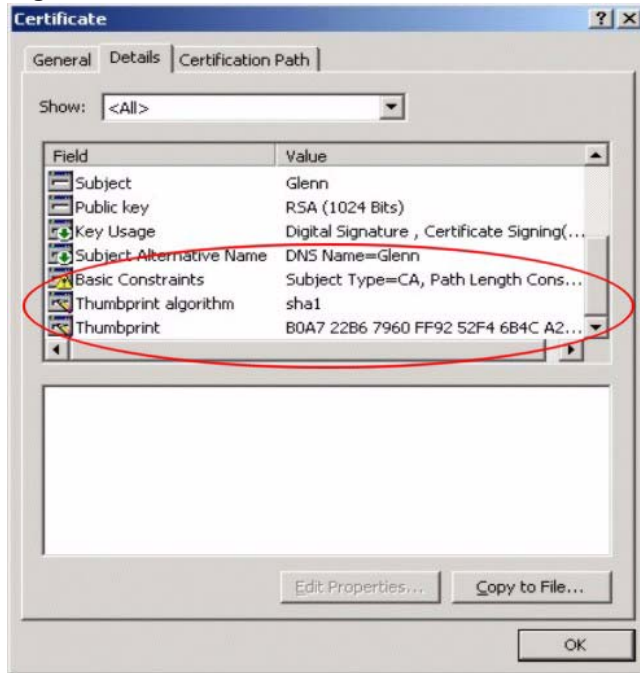 Certificate
General Details Certification Path
Show: <All>
Field Value
Subject Glenn
Public key RSA (1024 Bits)
Key Usage Digital Signature , Certificate Signing(...
Subject Alternative Name DNS Name=Glenn
Basic Constraints Subject Type=CA, Path Length Cons...
Thumbprint algorithm sha1
Thumbprint B0A7 22B6 7960 FF92 52F4 6B4C A2...
Edit Properties... Copy to File...
OK